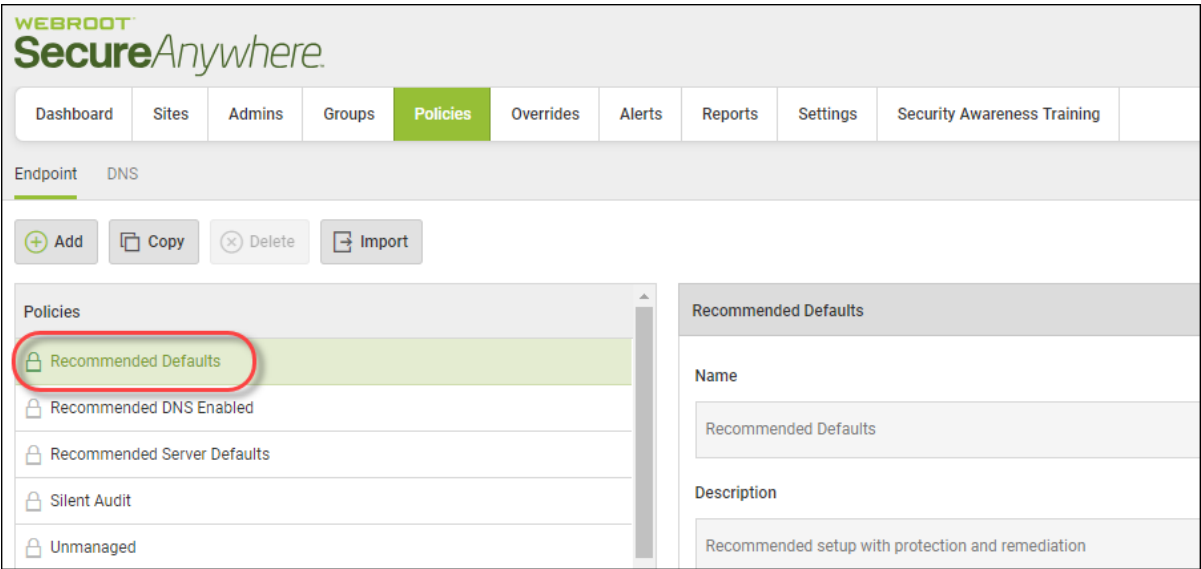 WEBROOT
SecureAnywhere
Dashboard Sites Admins Groups Policies Overrides Alerts Reports Settings Security Awareness Training
Endpoint DNS
Add Copy Delete Import
Policies
Recommended Defaults
Recommended DNS Enabled
Recommended Server Defaults
Silent Audit
Unmanaged
Recommended Defaults
Name
Recommended Defaults
Description
Recommended setup with protection and remediation